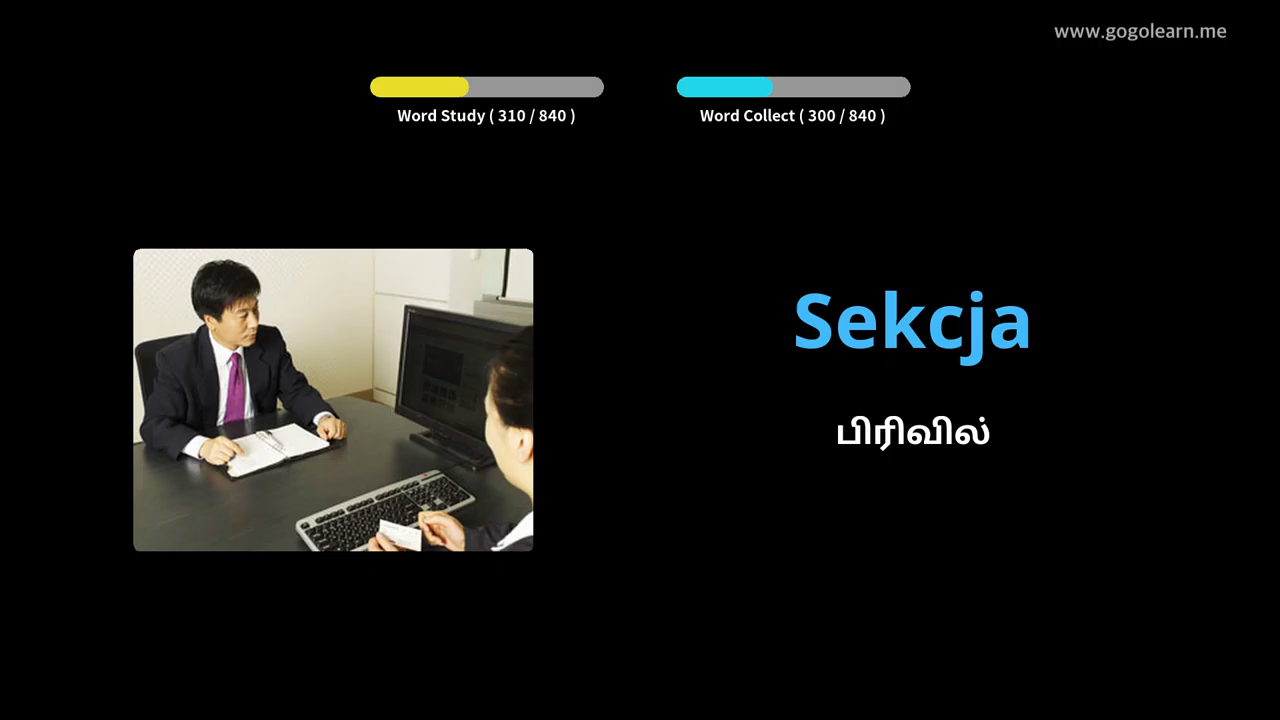 www.gogolearn.me
Word Study ( 310 / 840 )
Word Collect ( 300 / 840 )
Sekcja
பிரிவில்